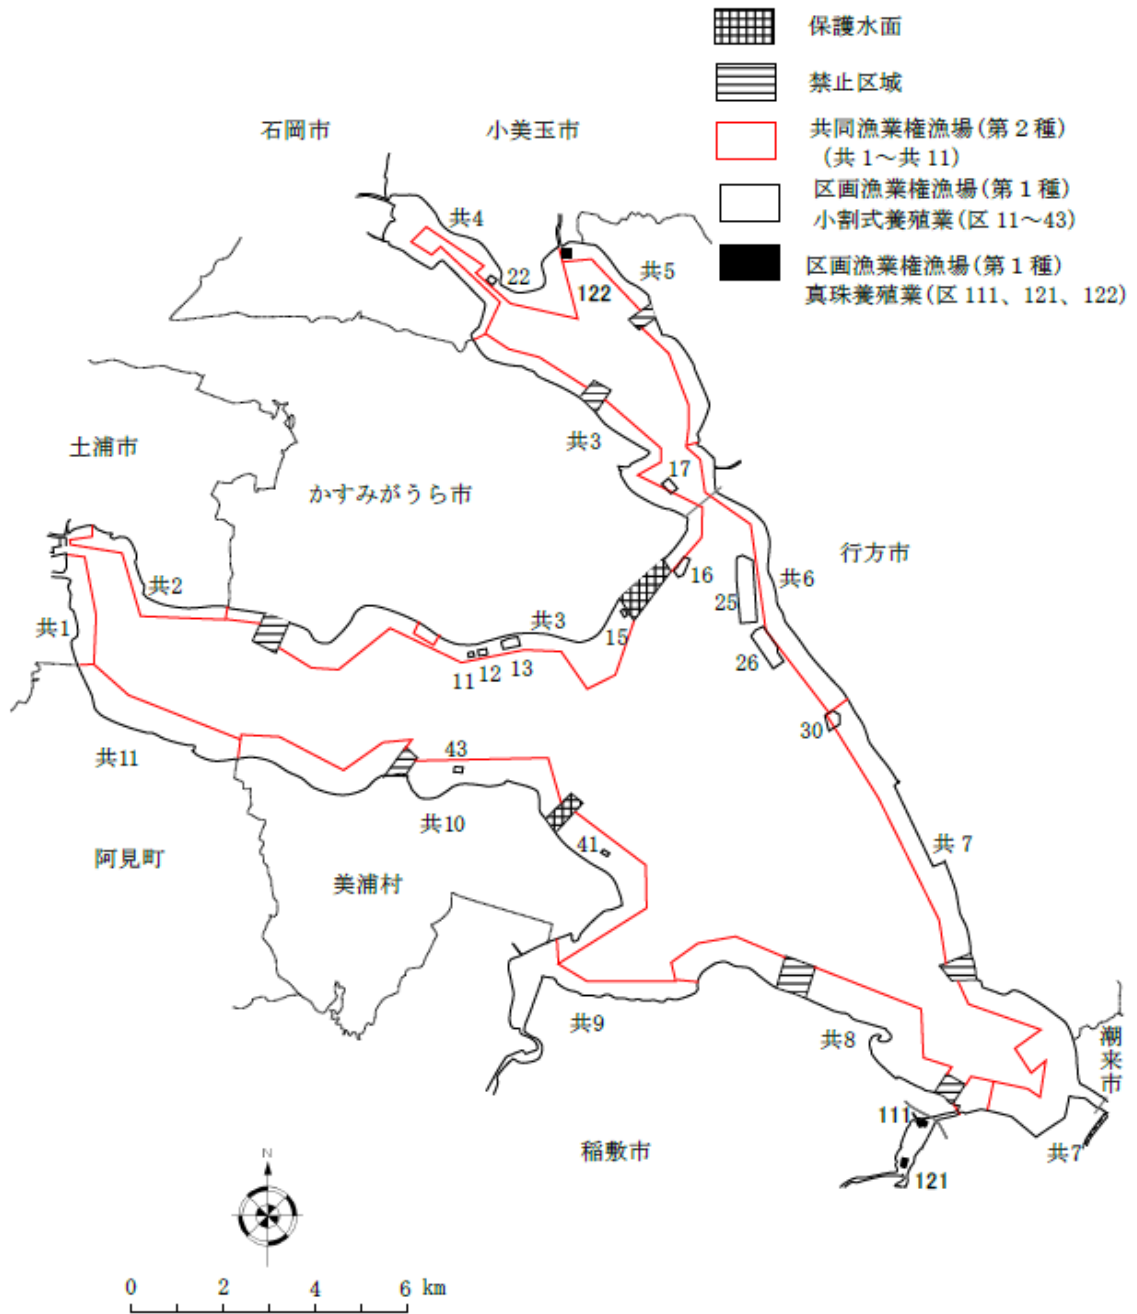 保護水面
禁止区域
共同漁業権漁場(第2種)
(共1～共11)
区画漁業権漁場(第1種)
小割式養殖業(区11～43)
区画漁業権漁場(第1種)
真珠養殖業(区111、121、122)
石岡市
小美玉市
共4
22
122
共5
土浦市
共3
17
かすみがうら市
行方市
共2
16
25
共6
共1
共3
15
11
12
13
26
30
共11
43
共10
阿見町
41
共7
美浦村
共9
共8
潮来市
111
共7
稲敷市
121
N
0
2
4
6 km